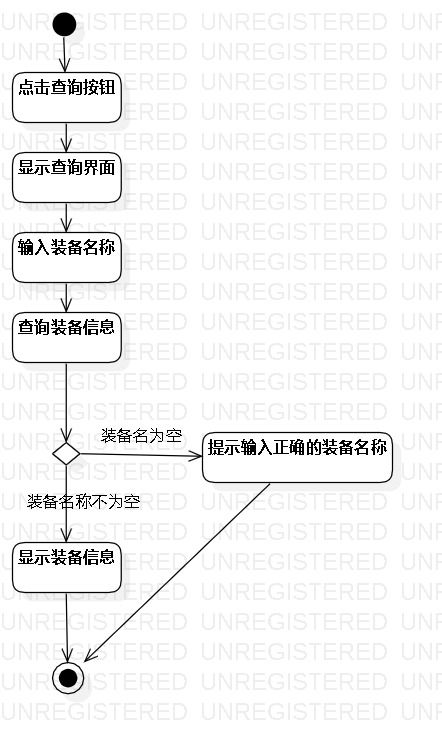 点击查询按钮
显示查询界面
输入装备名称
查询装备信息
装备名为空
提示输入正确的装备名称
装备名称不为空
显示装备信息
UNREGISTERED